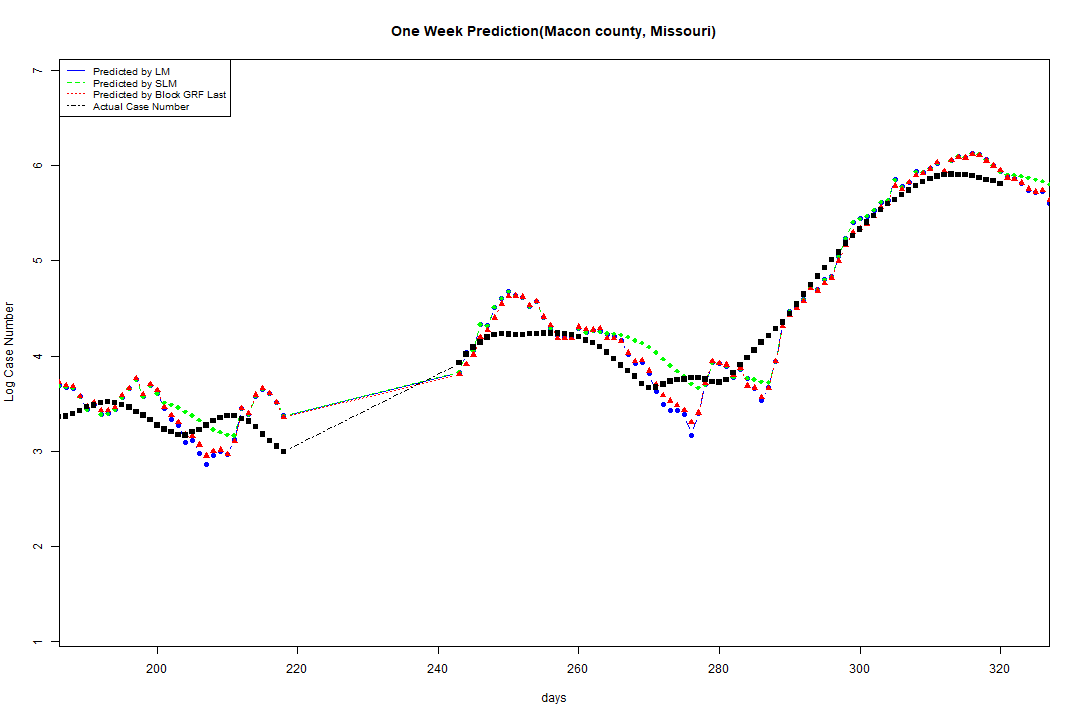 One Week Prediction(Macon county, Missouri)
Predicted by LM
Predicted by SLM
Predicted by Block GRF Last
Actual Case Number
7
6
5
4
3
2
1
Log Case Number
200 220 240 260 280 300 320
days